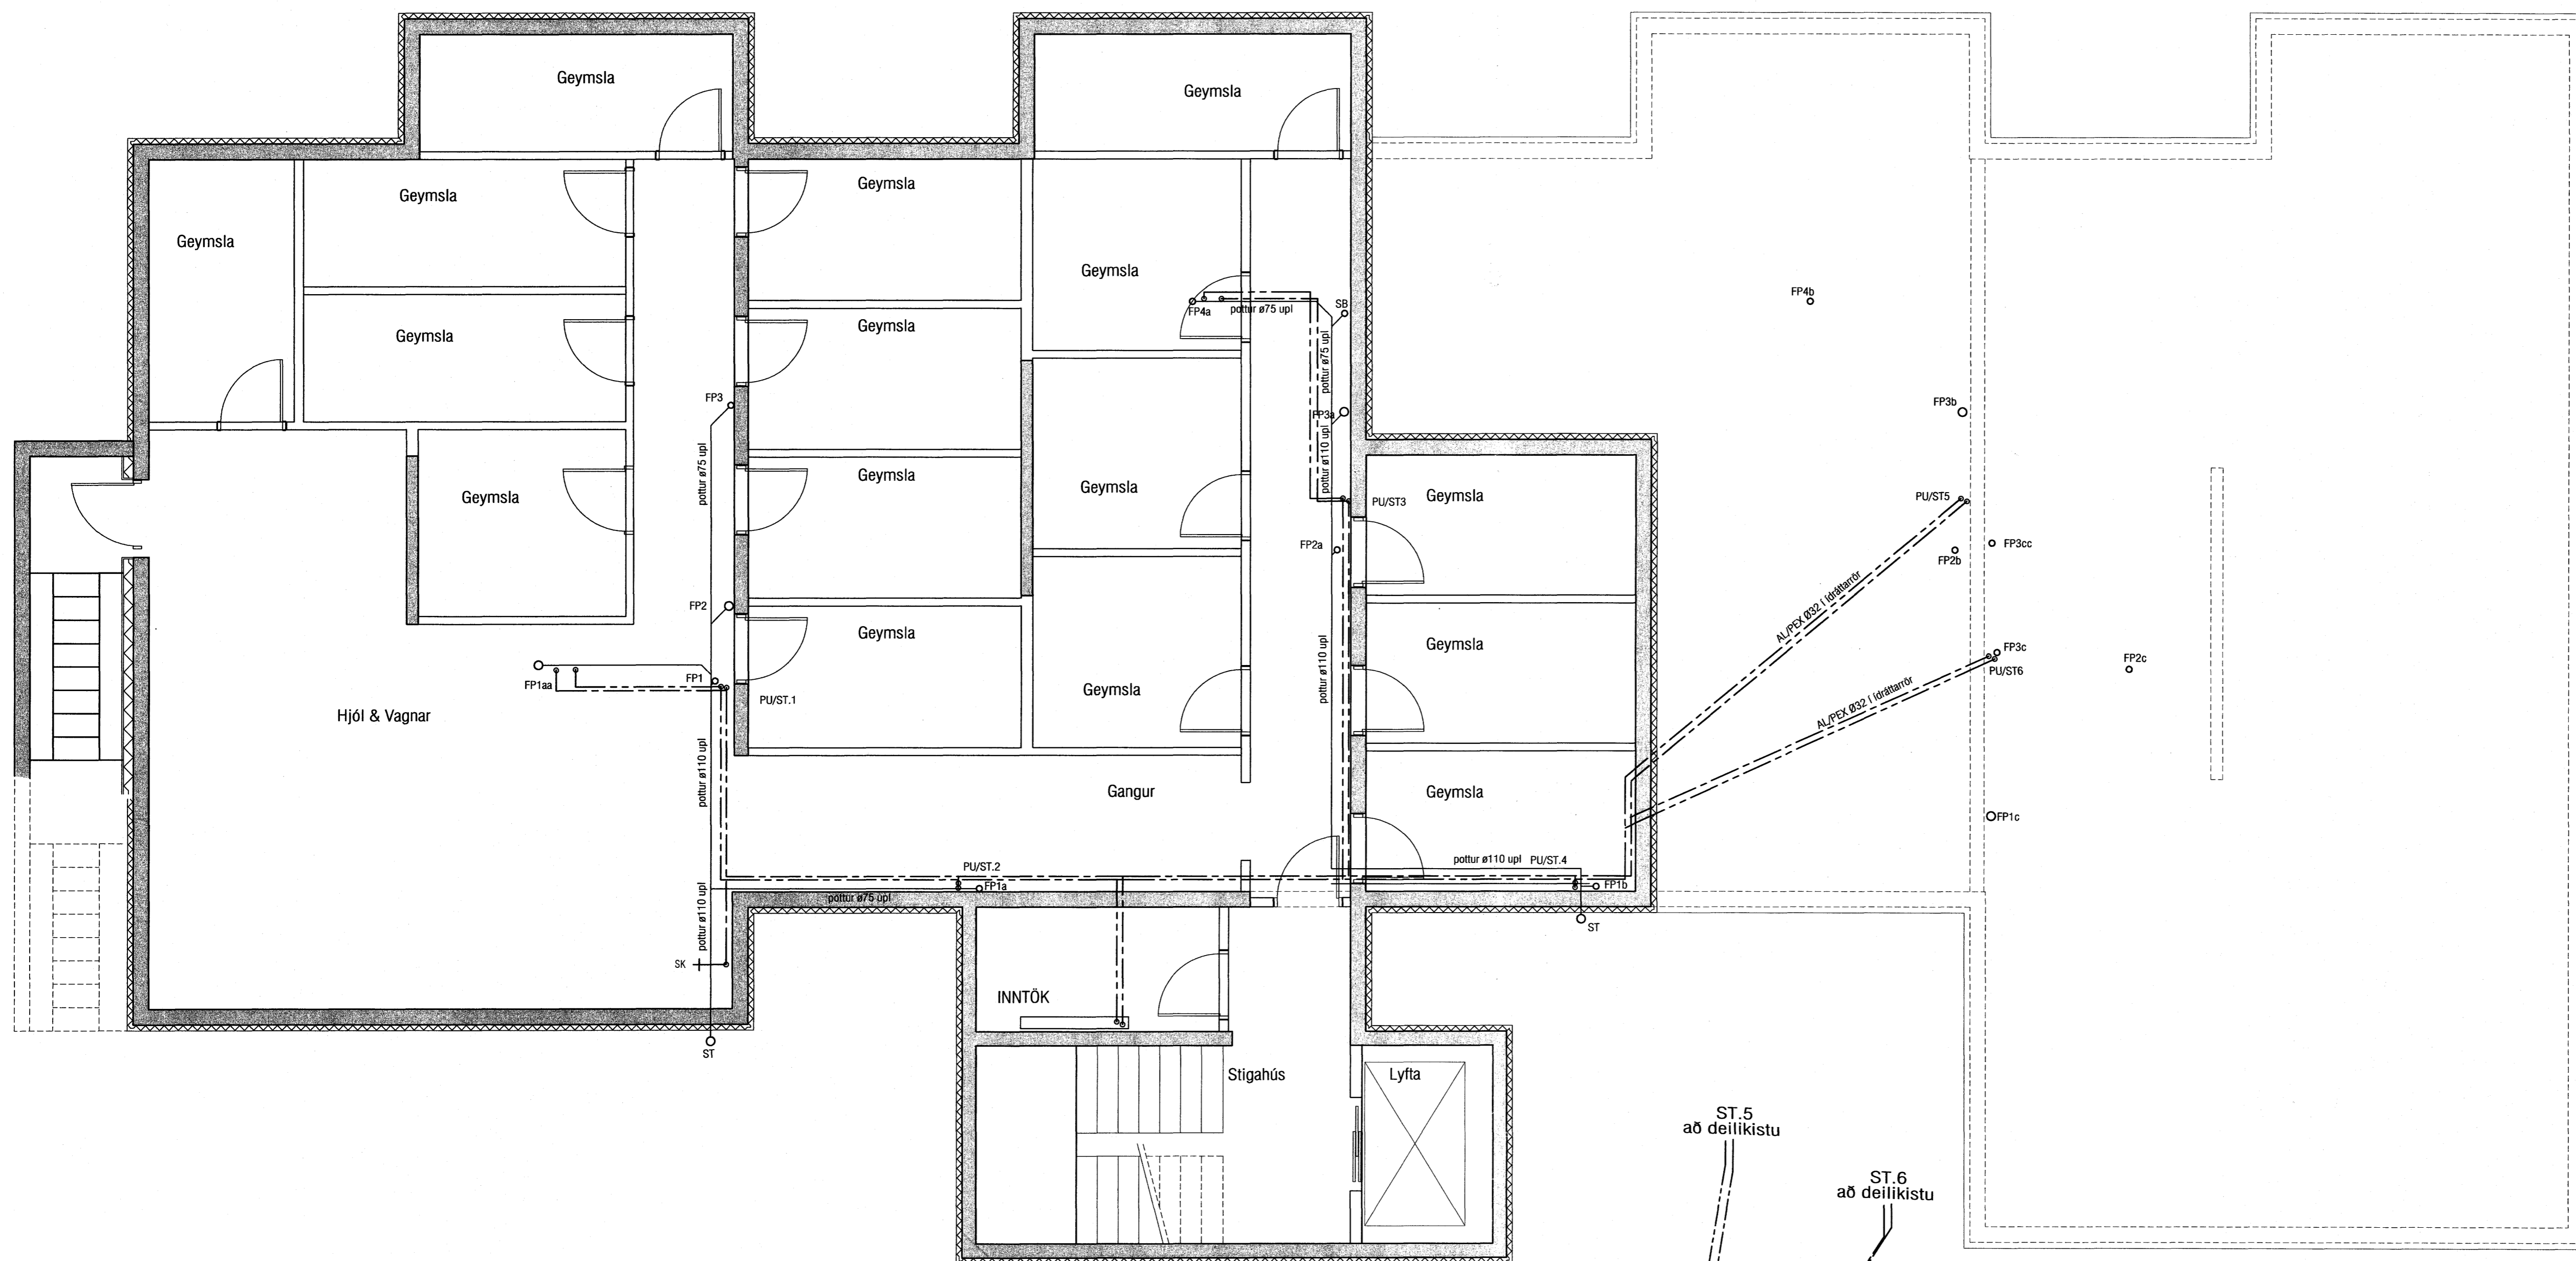 Geymsla
Geymsla
Geymsla
Geymsla
Geymsla
Geymsla
Geymsla
FP4b
SB
FP4a
pottur ø75 upl
Geymsla
Geymsla
pottur ø75 upl
FP3
FP3a
FP3b
pottur ø110 upl
pottur ø75 upl
Geymsla
Geymsla
Geymsla
Geymsla
PU/ST3
PU/ST5
FP2a
FP3cc
FP2b
AL/PEX Ø32 í ídráttarrör
FP2
Geymsla
Geymsla
FP3c
FP2c
PU/ST6
FP1aa
FP1
PU/ST.1
Geymsla
pottur ø110 upl
AL/PEX Ø32 í ídráttarrör
Hjól & Vagnar
pottur ø110 upl
Gangur
Geymsla
FP1c
PU/ST.2
pottur ø110 upl
PU/ST.4
FP1a
FP1b
pottur ø75 upl
pottur ø110 upl
ST
SK
INNTÖK
ST
Stigahús
Lyfta
ST.5
að deilikistu
ST.6
að deilikistu